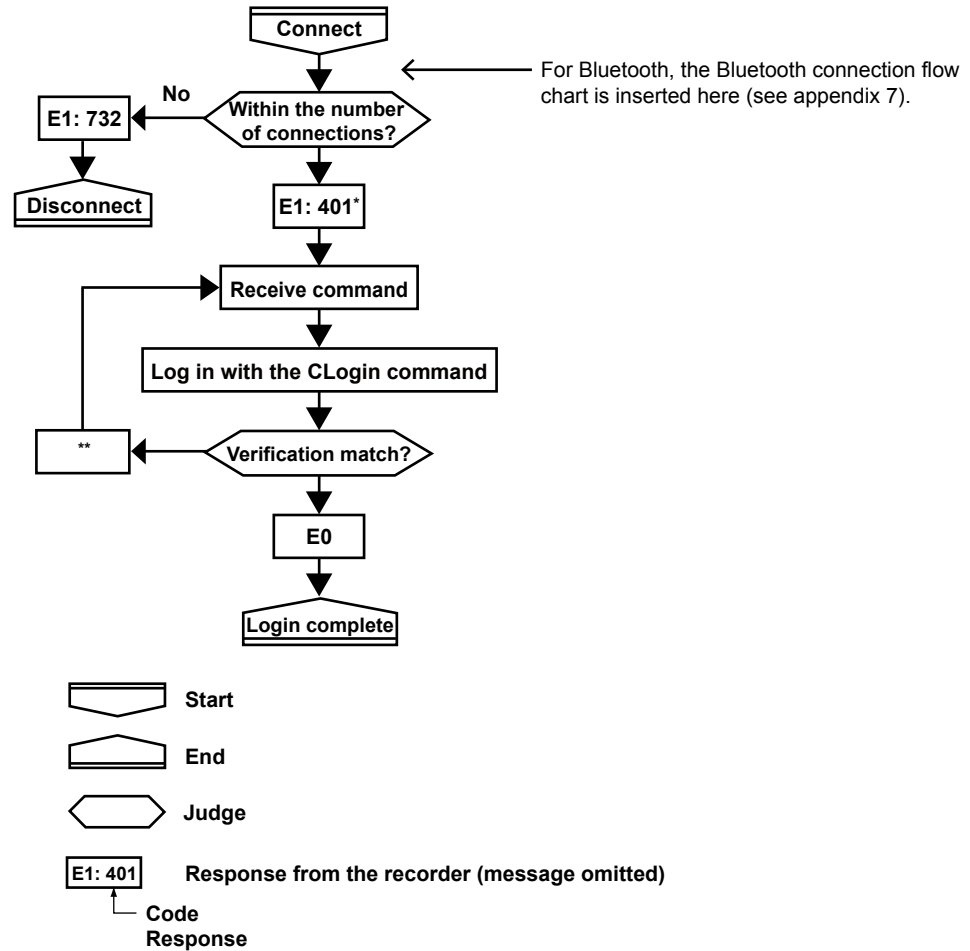 Connect
For Bluetooth, the Bluetooth connection flow
chart is inserted here (see appendix 7).
No
Within the number
of connections?
E1: 732
Disconnect
E1: 401*
Receive command
Log in with the CLogin command
Verification match?
**
E0
Login complete
Start
End
Judge
E1: 401
Response from the recorder (message omitted)
Code
Response